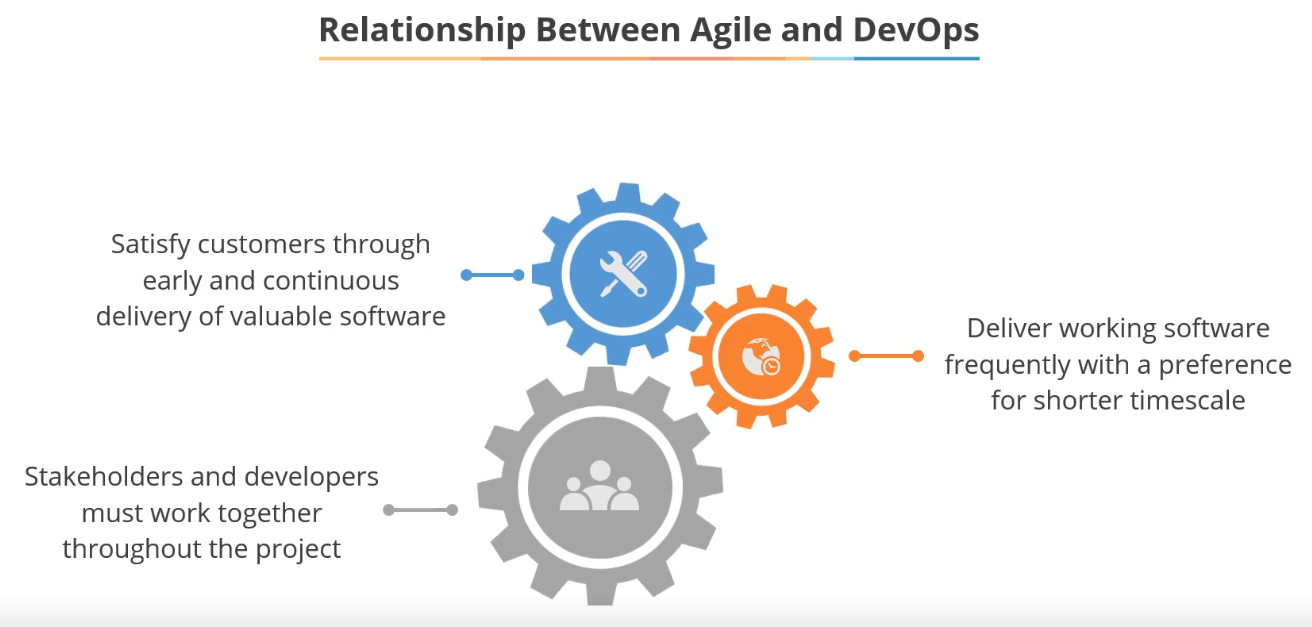 Relationship Between Agile and DevOps
Satisfy customers through
early and continuous
delivery of valuable software
Deliver working software
frequently with a preference
for shorter timescale
Stakeholders and developers
must work together
throughout the project